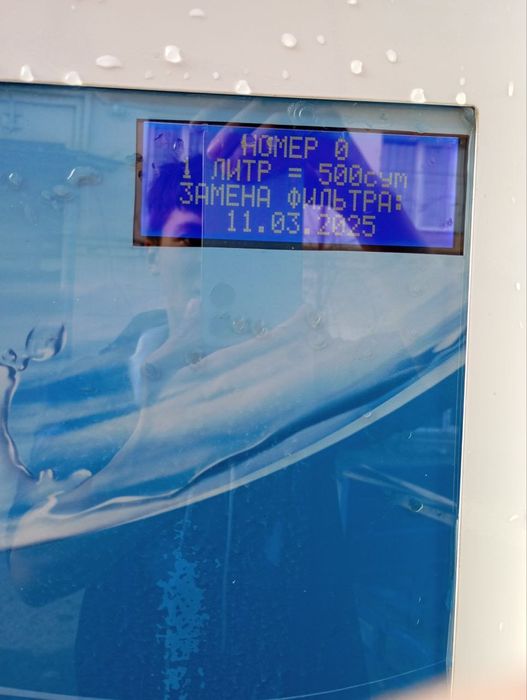 НОМЕР 0
1 ЛИТР = 500сум
ЗАМЕНА ФИЛЬТРА:
11.03.2025